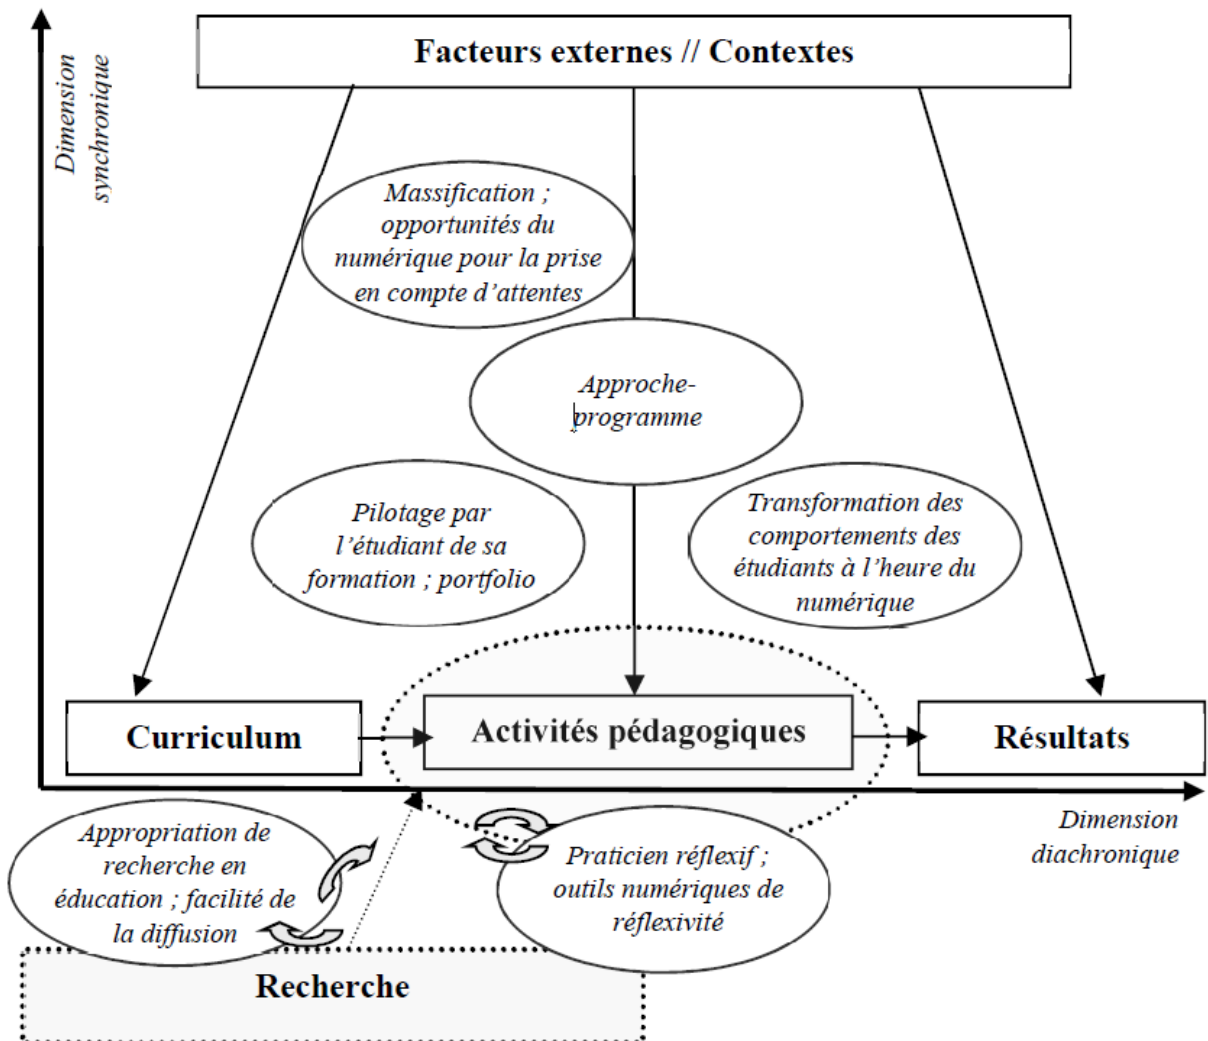 Facteurs externes // Contextes
Dimension
synchronique
Massification ;
opportunités du
numérique pour la prise
en compte d'attentes
Approche-
programme
Pilotage par
l'étudiant de sa
formation ; portfolio
Transformation des
comportements des
étudiants à l'heure du
numérique
Curriculum
Activités pédagogiques
Résultats
Dimension
diachronique
Appropriation de
recherche en
éducation ; facilité de
la diffusion
Praticien réflexif ;
outils numériques de
réflexivité
Recherche